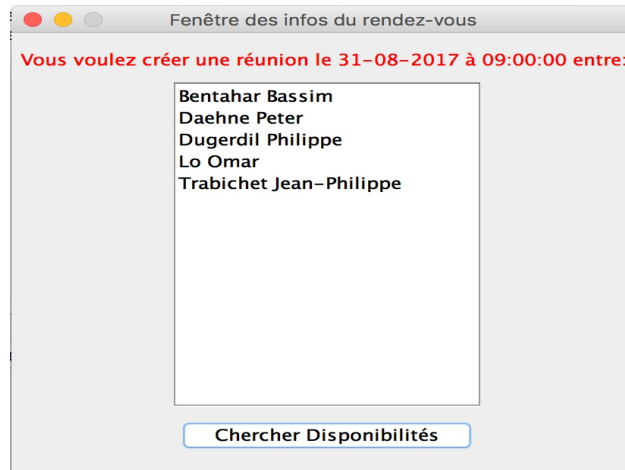 Fenêtre des infos du rendez-vous
Vous voulez créer une réunion le 31-08-2017 à 09:00:00 entre:
Bentahar Bassim
Daehne Peter
Dugerdil Philippe
Lo Omar
Trabichet Jean-Philippe
Chercher Disponibilités